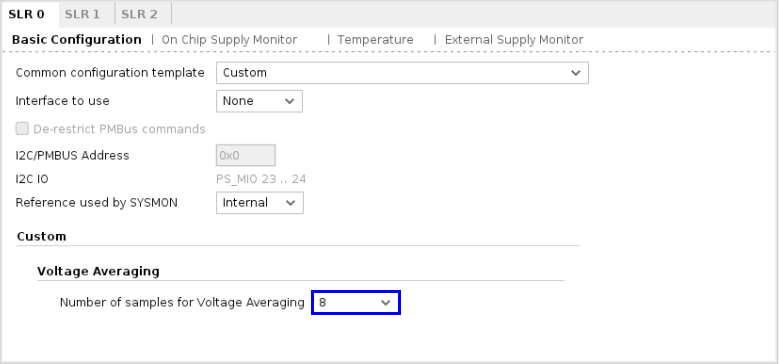 SLR 0 SLR 1 SLR 2
Basic Configuration | On Chip Supply Monitor | Temperature | External Supply Monitor
Common configuration template Custom
Interface to use None
De-restrict PMBus commands
I2C/PMBUS Address 0x0
I2C IO PS_MIO 23 .. 24
Reference used by SYSMON Internal
Custom
Voltage Averaging
Number of samples for Voltage Averaging 8